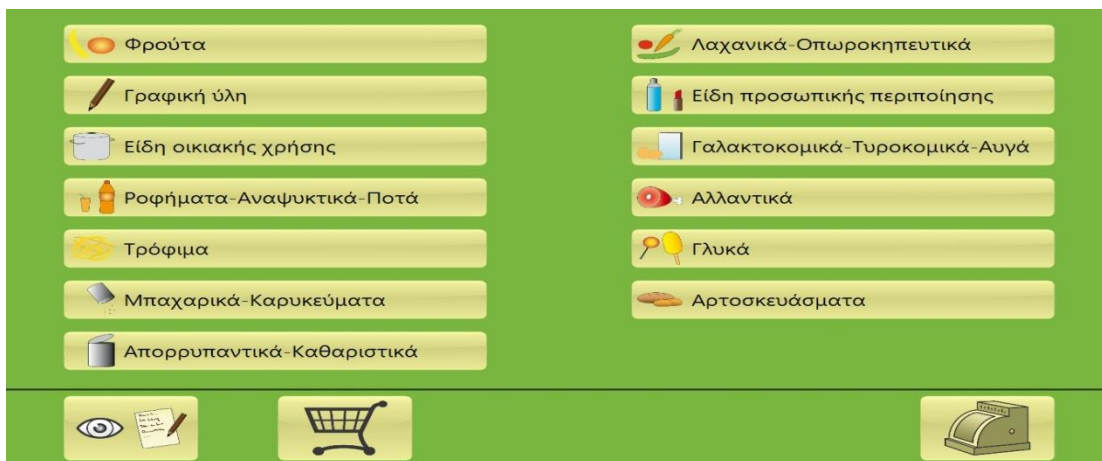 Φρούτα
Γραφική ύλη
Είδη οικιακής χρήσης
Ροφήματα-Αναψυκτικά-Ποτά
Τρόφιμα
Μπαχαρικά-Καρυκεύματα
Απορρυπαντικά-Καθαριστικά
Λαχανικά-Οπωροκηπευτικά
Είδη προσωπικής περιποίησης
Γαλακτοκομικά-Τυροκομικά-Αυγά
Αλλαντικά
Γλυκά
Αρτοσκευάσματα